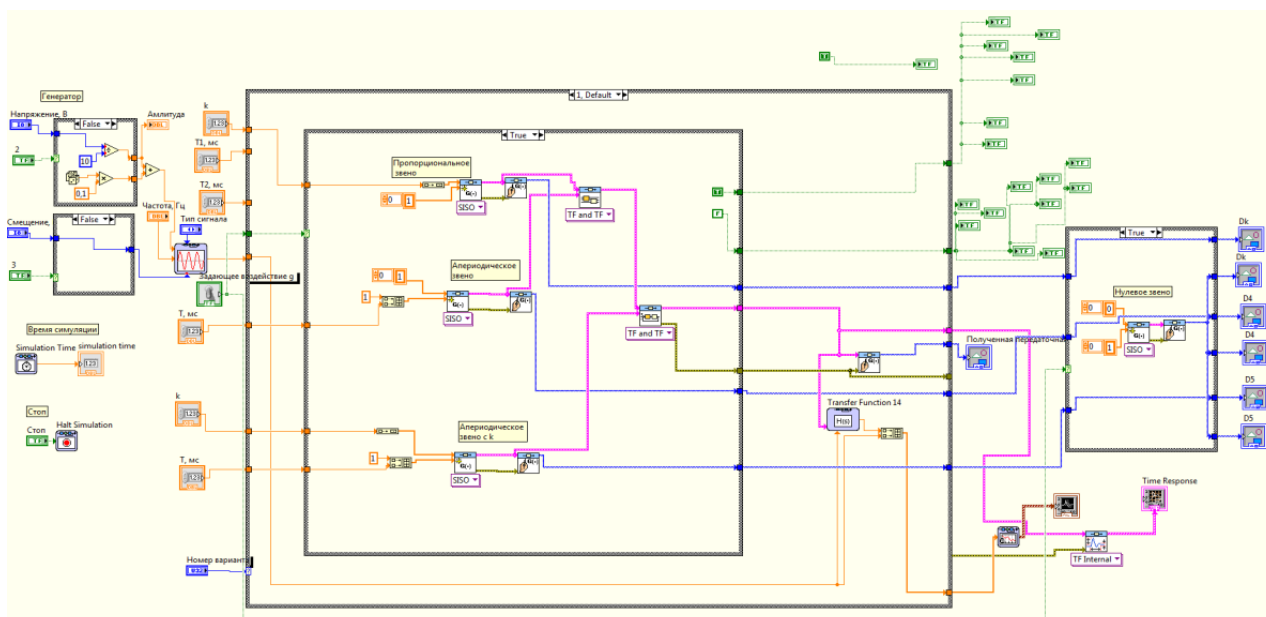 Генератор
Напряжение, В
False
Амлитуда
2
10
0,1
Частота, Гц
Смещение,
False
Тип сигнала
3
Задающее воздействие g
Время симуляции
Simulation Time
simulation time
Стоп
Стоп
Halt Simulation
k
T1, мс
T2, мс
T, мс
k
T, мс
Номер варианта
1, Default
True
Пропорциональное
звено
0
1
SISO
TF and TF
Апериодическое
звено
0
1
1
SISO
TF and TF
Апериодическое
звено с k
1
SISO
Полученная передаточна
Transfer Function 14
H(s)
True
Нулевое звено
0
0
0
1
SISO
Dk
Dk
D4
D4
D5
D5
Time Response
TF Internal